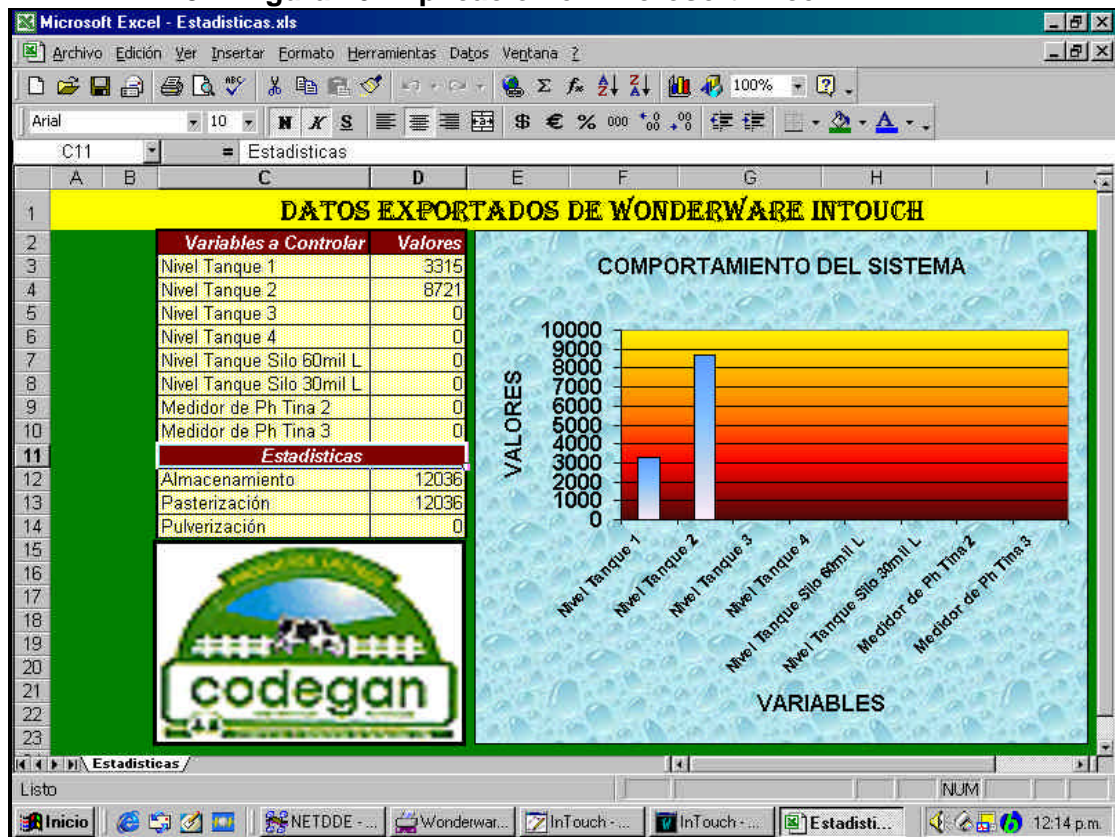 Microsoft Excel - Estadisticas.xls
Archivo Edición Ver Insertar Formato Herramientas Datos Ventana ?
100%
Arial 10 N K S $ € % 000
C11 = Estadisticas
A B C D E F G H I
1 DATOS EXPORTADOS DE WONDERWARE INTOUCH
2 Variables a Controlar Valores
3 Nivel Tanque 1 3315
4 Nivel Tanque 2 8721
5 Nivel Tanque 3 0
6 Nivel Tanque 4 0
7 Nivel Tanque Silo 60mil L 0
8 Nivel Tanque Silo 30mil L 0
9 Medidor de Ph Tina 2 0
10 Medidor de Ph Tina 3 0
11 Estadisticas
12 Almacenamiento 12036
13 Pasterización 12036
14 Pulverización 0
15
16
17
18
19
20
21
22
23
codegan
COMPORTAMIENTO DEL SISTEMA
VALORES
10000
9000
8000
7000
6000
5000
4000
3000
2000
1000
0
Nivel Tanque 1
Nivel Tanque 2
Nivel Tanque 3
Nivel Tanque 4
Nivel Tanque Silo 60mil L
Nivel Tanque Silo 30mil L
Medidor de Ph Tina 2
Medidor de Ph Tina 3
VARIABLES
Estadisticas
Listo NUM
Inicio NETDDE -... Wonderwar... InTouch -... InTouch -... Estadisti... 12:14 p.m.